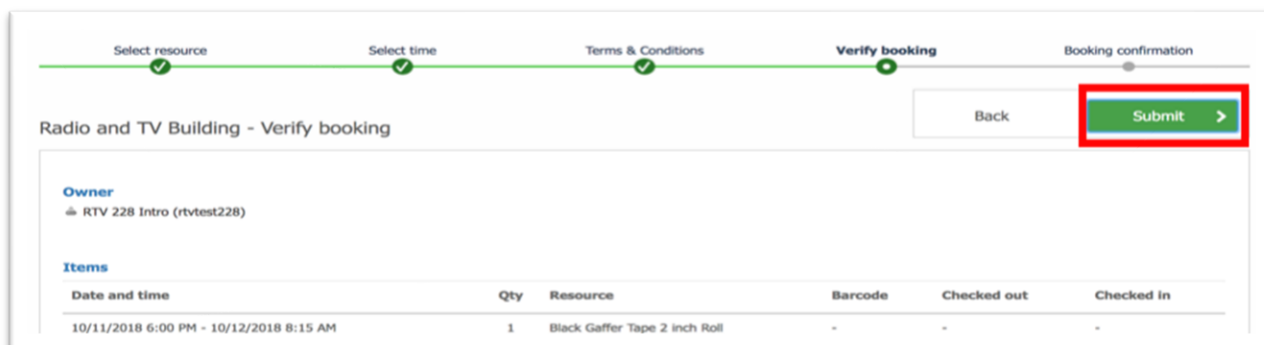 Select resource Select time Terms & Conditions Verify booking Booking confirmation
Back Submit
Radio and TV Building - Verify booking
Owner
RTV 228 Intro (rtvtest228)
Items
Date and time Qty Resource Barcode Checked out Checked in
10/11/2018 6:00 PM - 10/12/2018 8:15 AM 1 Black Gaffer Tape 2 inch Roll - - -